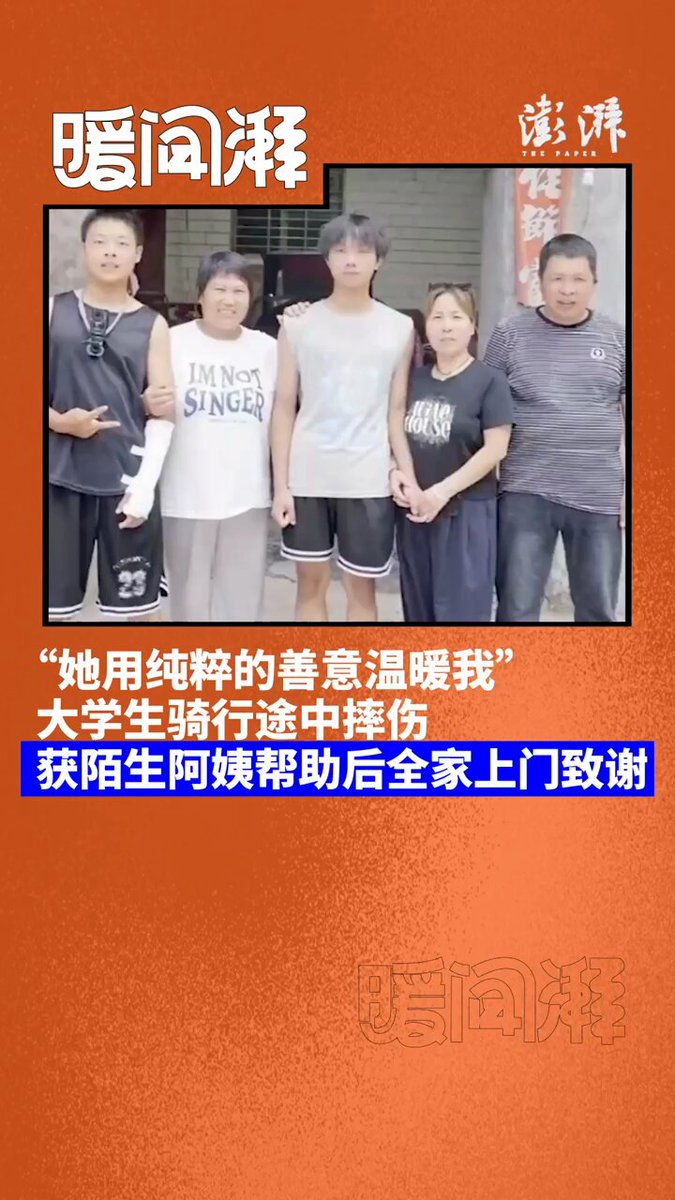 暖闻湃
澎湃
THE PAPER
IM NOT
SINGER
HOUSE
“她用纯粹的善意温暖我”
大学生骑行途中摔伤
获陌生阿姨帮助后全家上门致谢
暖闻湃